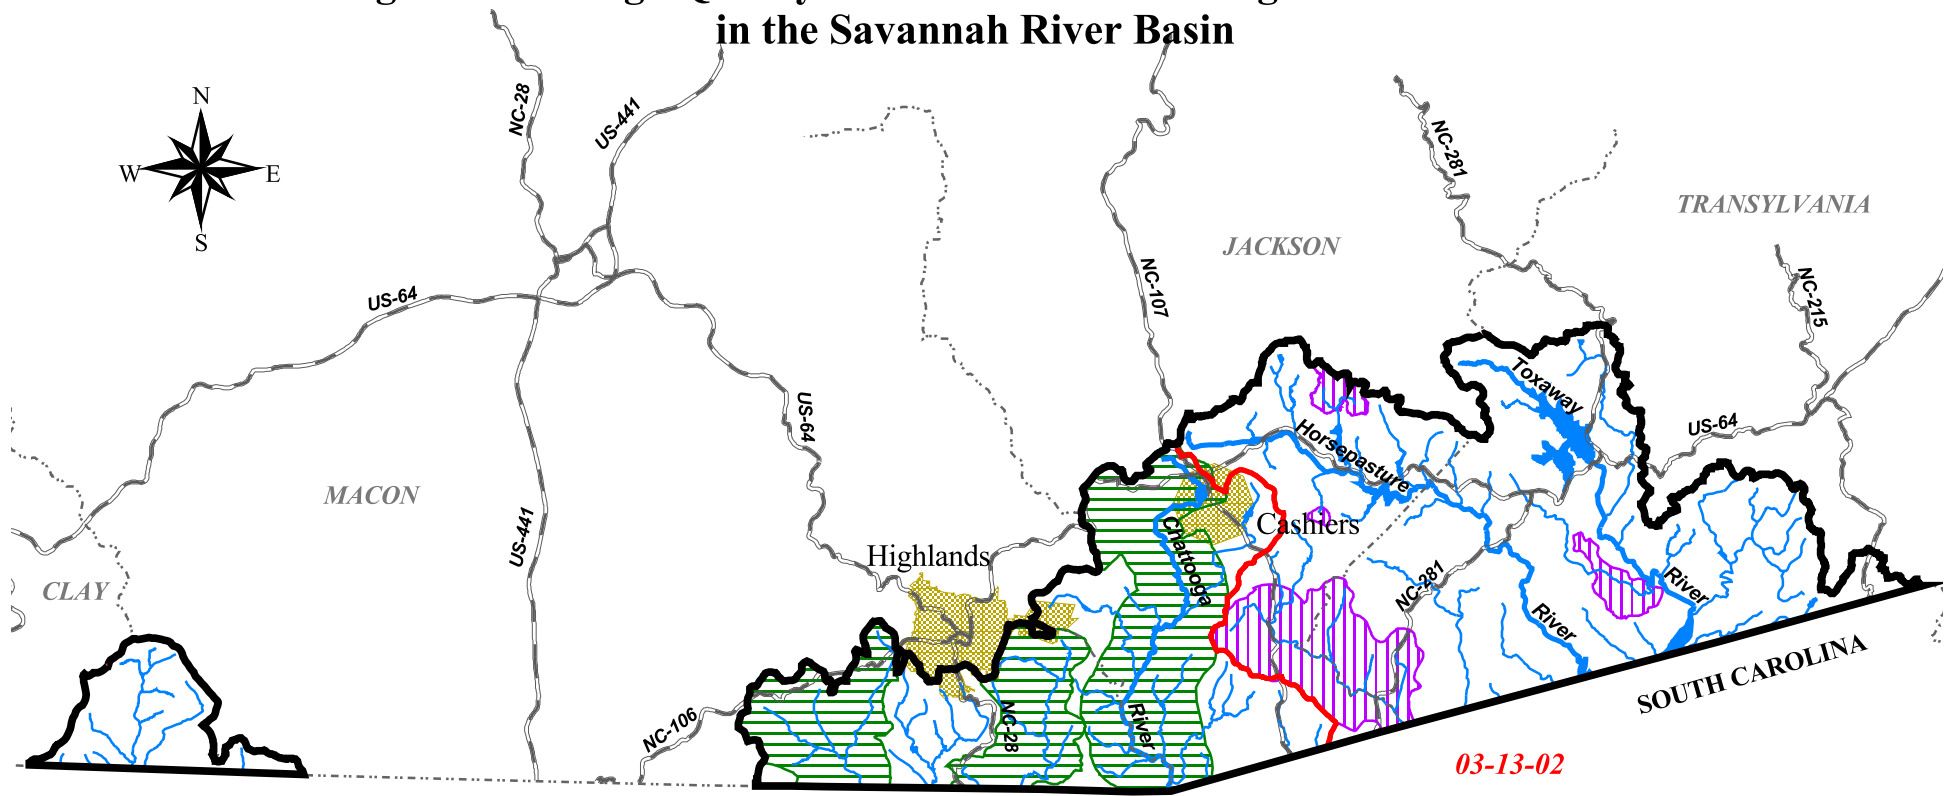 in the Savannah River Basin
N
W
E
S
NC-28
US-441
NC-281
TRANSYLVANIA
JACKSON
NC-107
NC-215
US-64
Toxaway
US-64
US-64
Horsepasture
MACON
US-441
Cashiers
Chattooga
Highlands
CLAY
NC-281
River
River
SOUTH CAROLINA
NC-106
NC-28
River
03-13-02